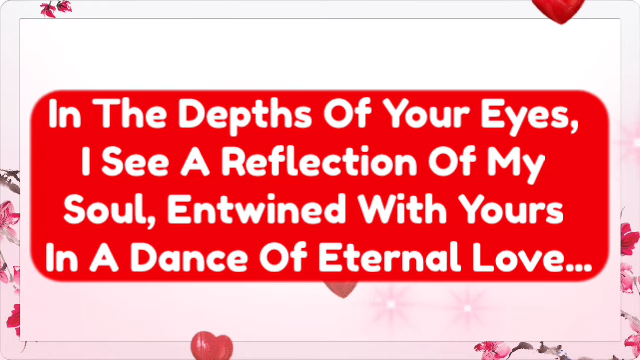 In The Depths Of Your Eyes,
I See A Reflection Of My
Soul, Entwined With Yours
In A Dance Of Eternal Love...